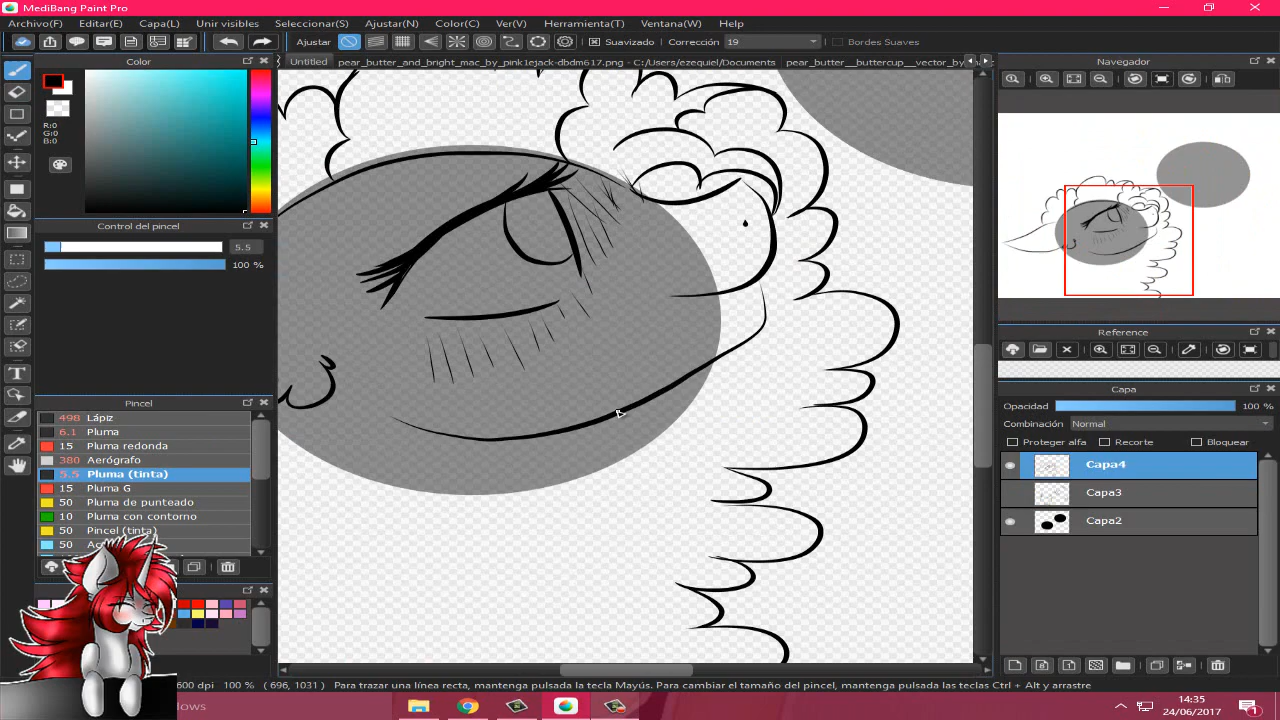 MediBang Paint Pro
Archivo(F) Editar(E) Capa(L) Unir visibles Seleccionar(S) Ajustar(N) Color(C) Ver(V) Herramienta(T) Ventana(W) Help
Ajustar Suavizado Corrección 19 Bordes Suaves
Untitled pear_butter_and_bright_mac_by_pink1ejack-dbdm617.png - C:/Users/ezequiel/Documents pear_butter__buttercup__vector_by
Color
R:0
G:0
B:0
Control del pincel
5.5
100 %
Pincel
498 Lápiz
6.1 Pluma
15 Pluma redonda
380 Aerógrafo
5.5 Pluma (tinta)
15 Pluma G
50 Pluma de punteado
10 Pluma con contorno
50 Pincel (tinta)
50
Navegador
Reference
Capa
Opacidad 100 %
Combinación Normal
Proteger alfa Recorte Bloquear
Capa4
Capa3
Capa2
600 dpi 100 % ( 696, 1031 ) Para trazar una línea recta, mantenga pulsada la tecla Mayús. Para cambiar el tamaño del pincel, mantenga pulsadas las teclas Ctrl + Alt y arrastre
14:35
24/06/2017
1